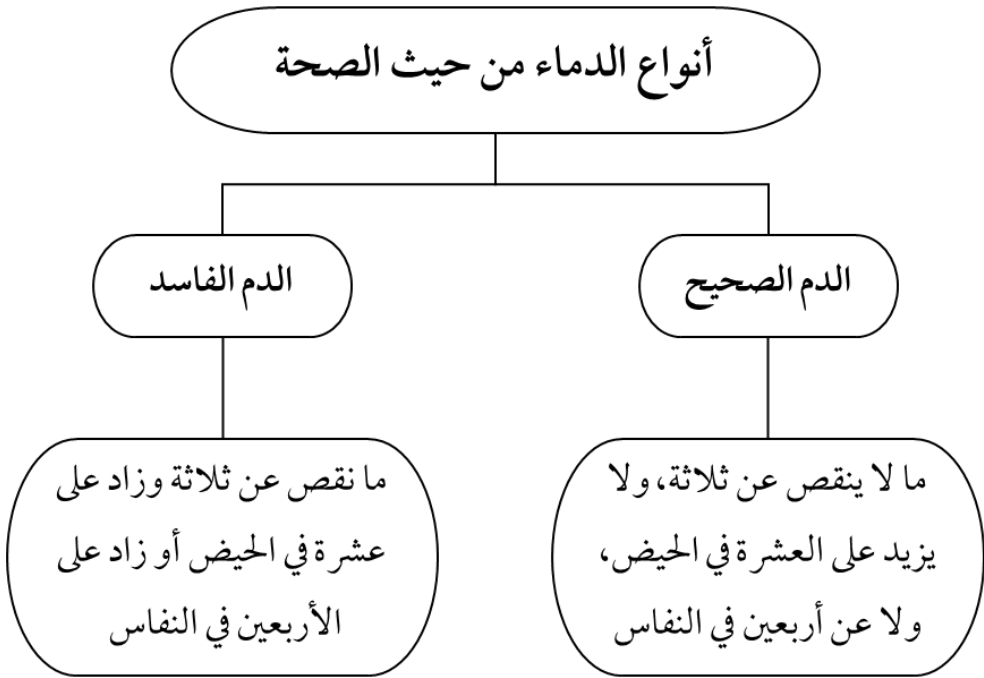 أنواع الدماء من حيث الصحة
الدم الصحيح
الدم الفاسد
ما لا ينقص عن ثلاثة، ولا
يزيد على العشرة في الحيض،
ولا عن أربعين في النفاس
ما نقص عن ثلاثة وزاد على
عشرة في الحيض أو زاد على
الأربعين في النفاس